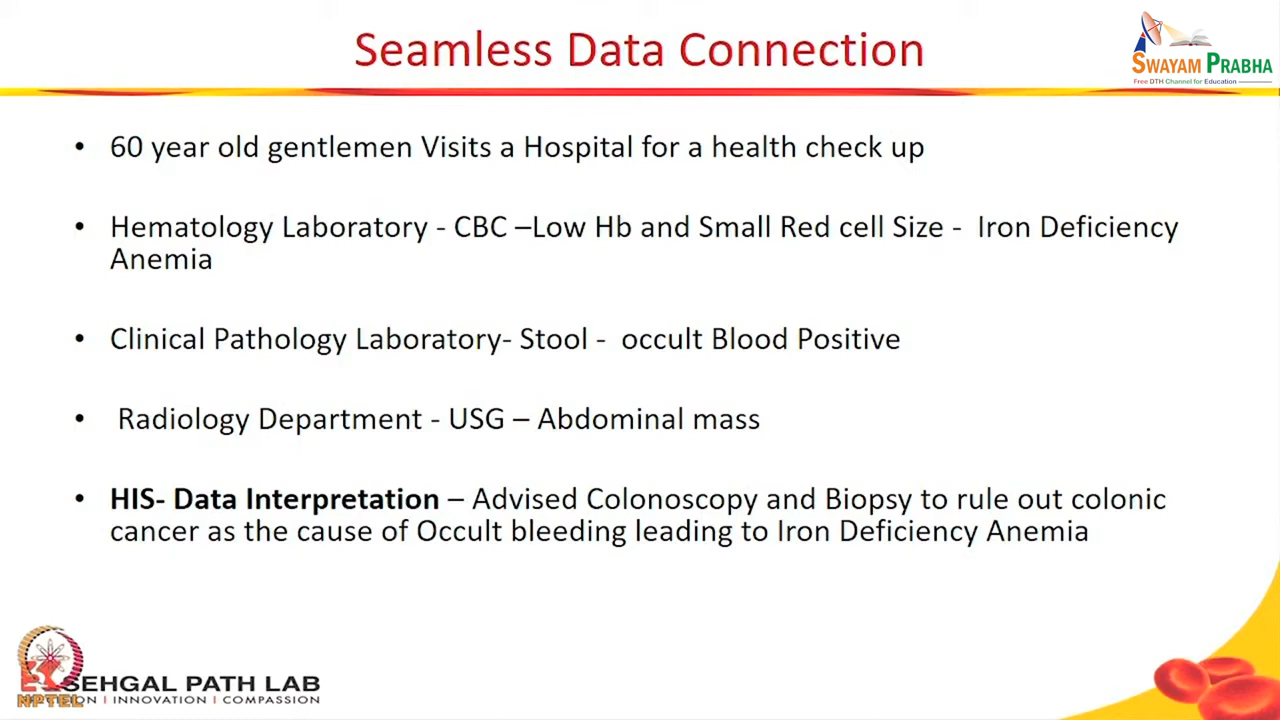 Seamless Data Connection
SWAYAM PRABHA
Free DTH Channel for Education
• 60 year old gentlemen Visits a Hospital for a health check up
• Hematology Laboratory - CBC –Low Hb and Small Red cell Size - Iron Deficiency
Anemia
• Clinical Pathology Laboratory- Stool - occult Blood Positive
• Radiology Department - USG – Abdominal mass
• HIS- Data Interpretation – Advised Colonoscopy and Biopsy to rule out colonic
cancer as the cause of Occult bleeding leading to Iron Deficiency Anemia
SEHGAL PATH LAB
INNOVATION I COMPASSION
NPTEL